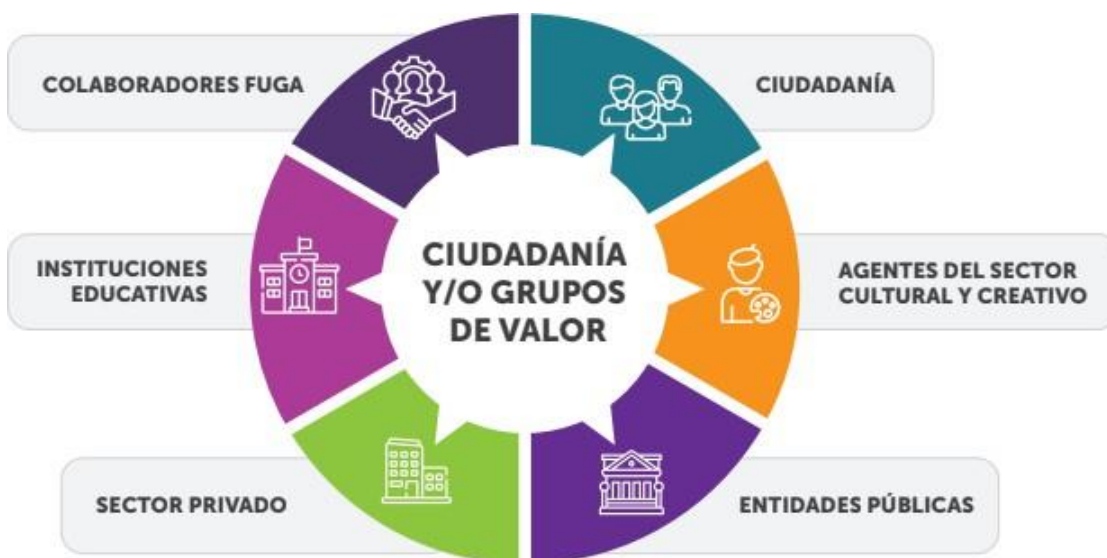 COLABORADORES FUGA
CIUDADANÍA
INSTITUCIONES
EDUCATIVAS
CIUDADANÍA
Y/O GRUPOS
DE VALOR
AGENTES DEL SECTOR
CULTURAL Y CREATIVO
SECTOR PRIVADO
ENTIDADES PÚBLICAS